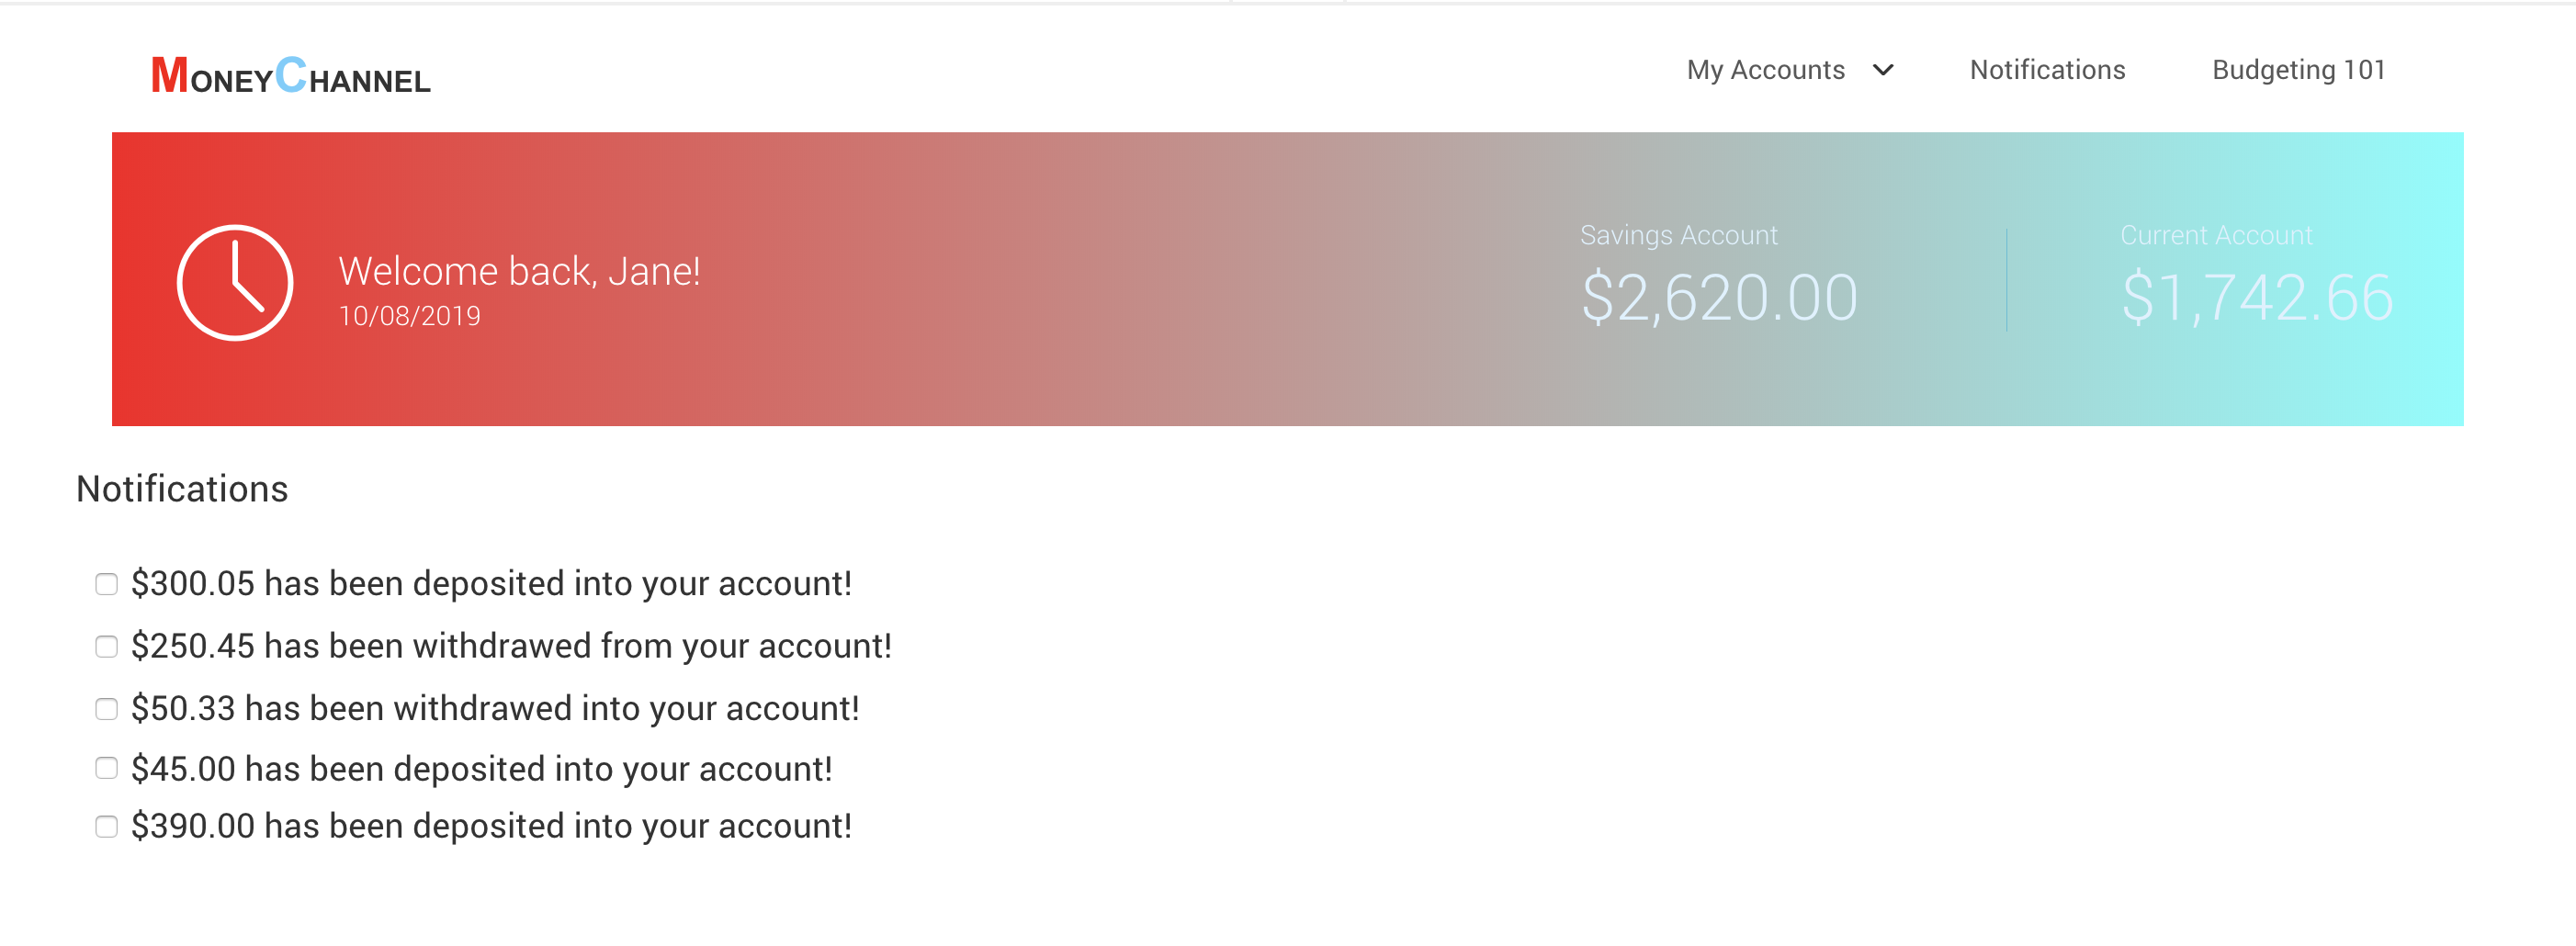 MoneyChannel
My Accounts
Notifications
Budgeting 101
Welcome back, Jane!
10/08/2019
Savings Account
$2,620.00
Current Account
$1,742.66
Notifications
$300.05 has been deposited into your account!
$250.45 has been withdrawed from your account!
$50.33 has been withdrawed into your account!
$45.00 has been deposited into your account!
$390.00 has been deposited into your account!